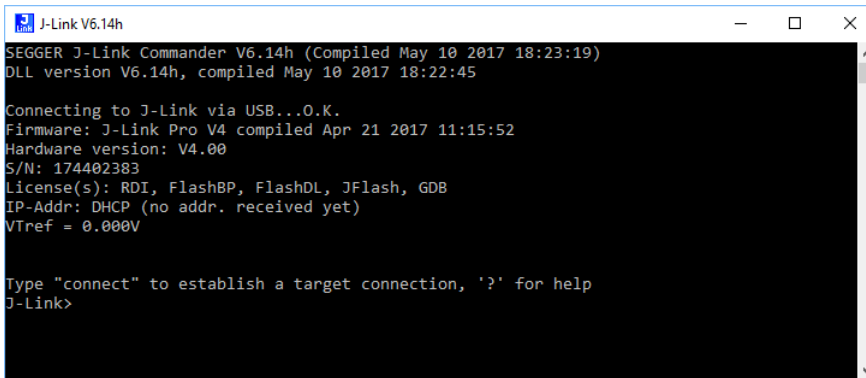 J-Link V6.14h
SEGGER J-Link Commander V6.14h (Compiled May 10 2017 18:23:19)
DLL version V6.14h, compiled May 10 2017 18:22:45
Connecting to J-Link via USB...O.K.
Firmware: J-Link Pro V4 compiled Apr 21 2017 11:15:52
Hardware version: V4.00
S/N: 174402383
License(s): RDI, FlashBP, FlashDL, JFlash, GDB
IP-Addr: DHCP (no addr. received yet)
VTref = 0.000V
Type "connect" to establish a target connection, '?' for help
J-Link>